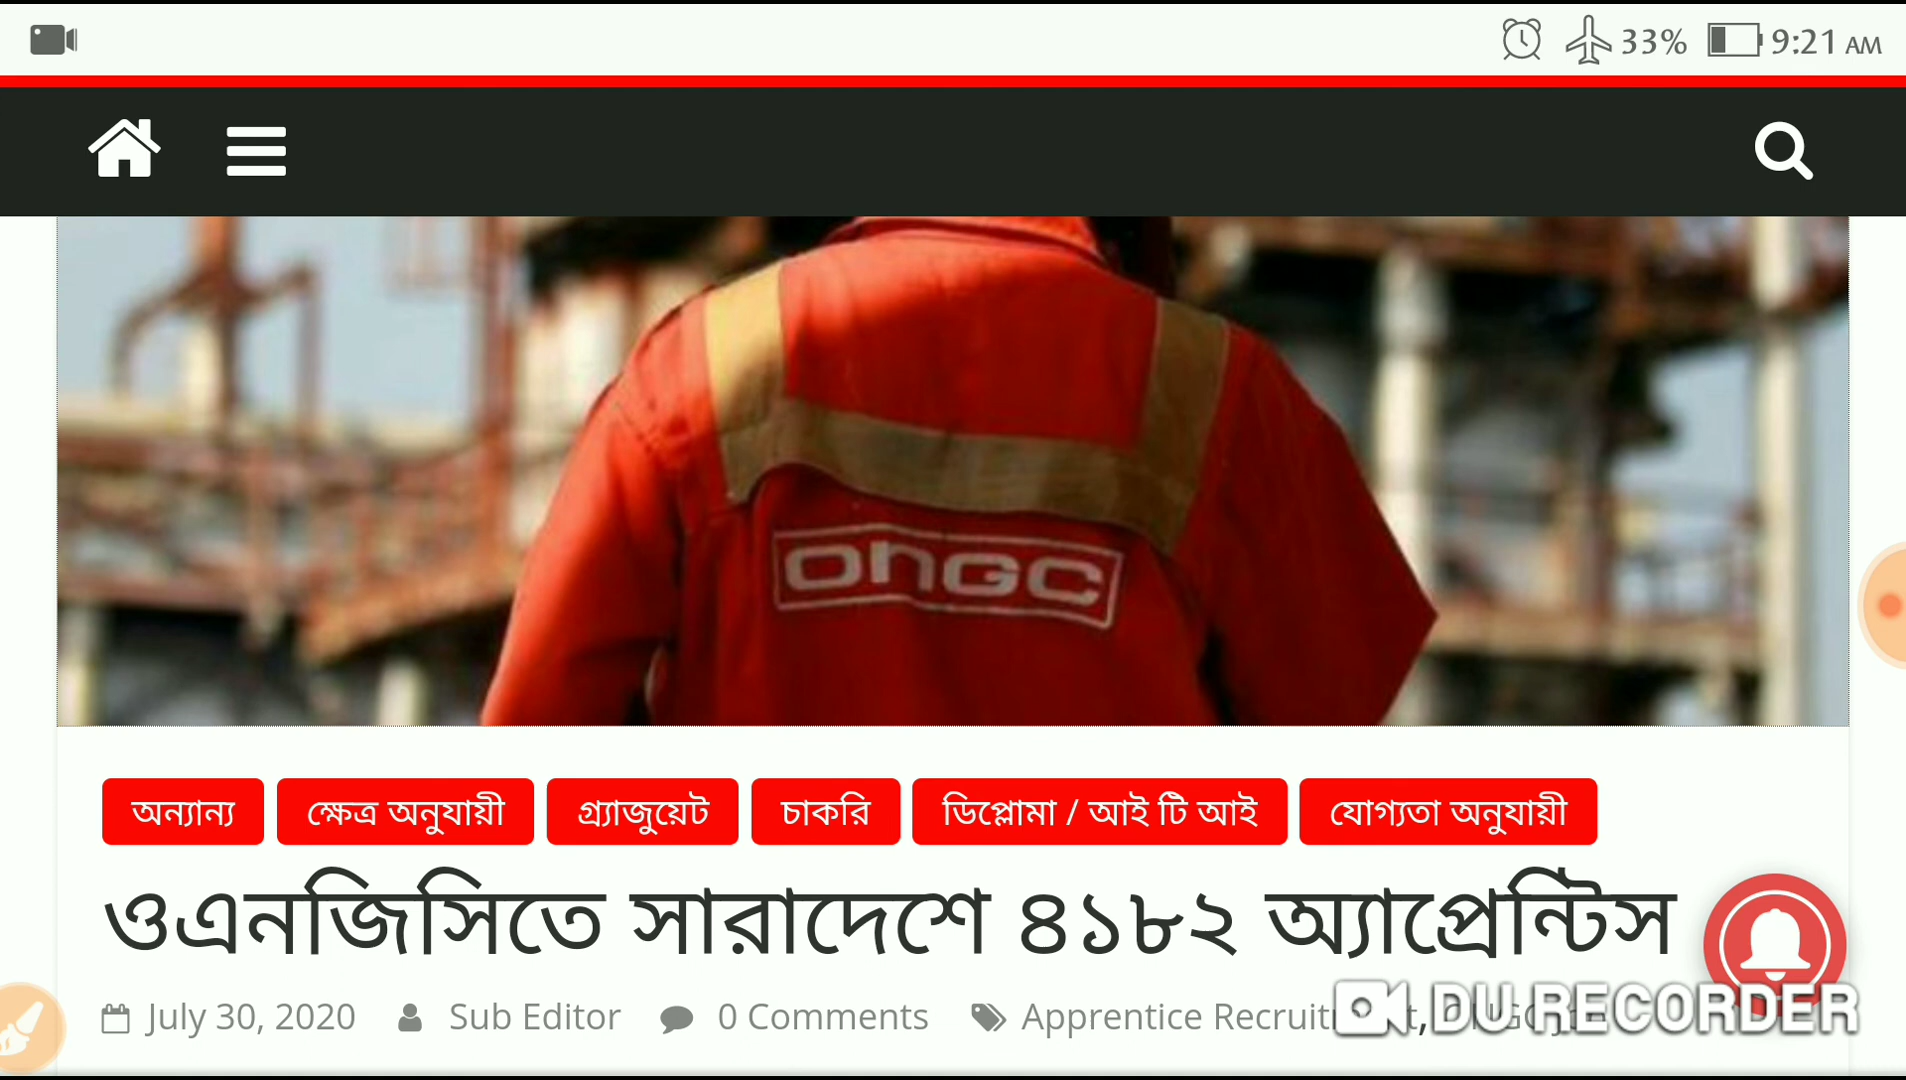 33% 9:21 AM
ONGC
অন্যান্য ক্ষেত্র অনুযায়ী গ্র্যাজুয়েট চাকরি ডিপ্লোমা / আই টি আই যোগ্যতা অনুযায়ী
ওএনজিসিতে সারাদেশে ৪১৮২ অ্যাপ্রেন্টিস
July 30, 2020 Sub Editor 0 Comments Apprentice Recruitment,
DU RECORDER